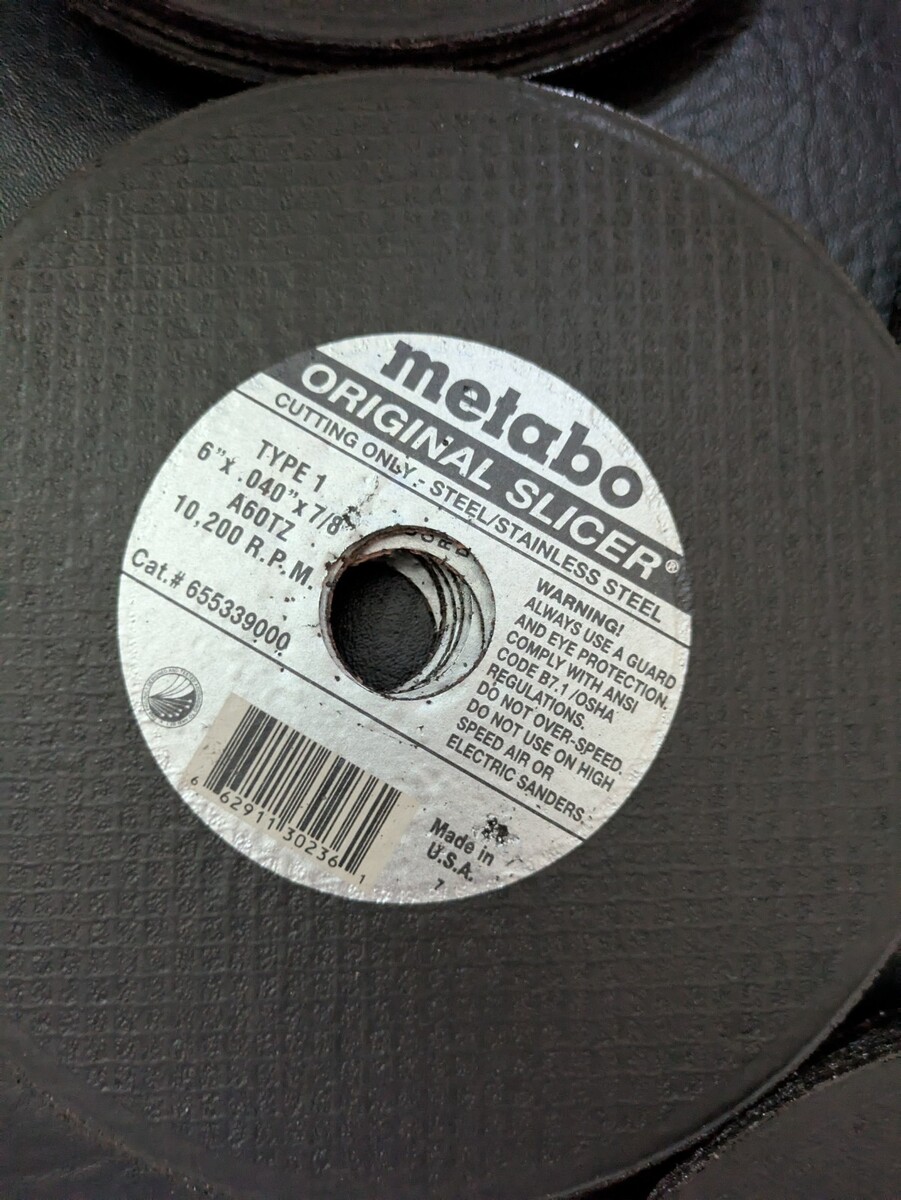 metabo
ORIGINAL SLICER®
CUTTING ONLY - STEEL/STAINLESS STEEL
TYPE 1
6" x .040" x 7/8"
A60TZ
10,200 R.P.M.
Cat.# 655339000
WARNING!
ALWAYS USE A GUARD
AND EYE PROTECTION.
COMPLY WITH ANSI
CODE B7.1/OSHA
REGULATIONS.
DO NOT OVER-SPEED.
DO NOT USE ON HIGH
SPEED AIR OR
ELECTRIC SANDERS.
6 62911 30236 1
Made in
U.S.A.
7